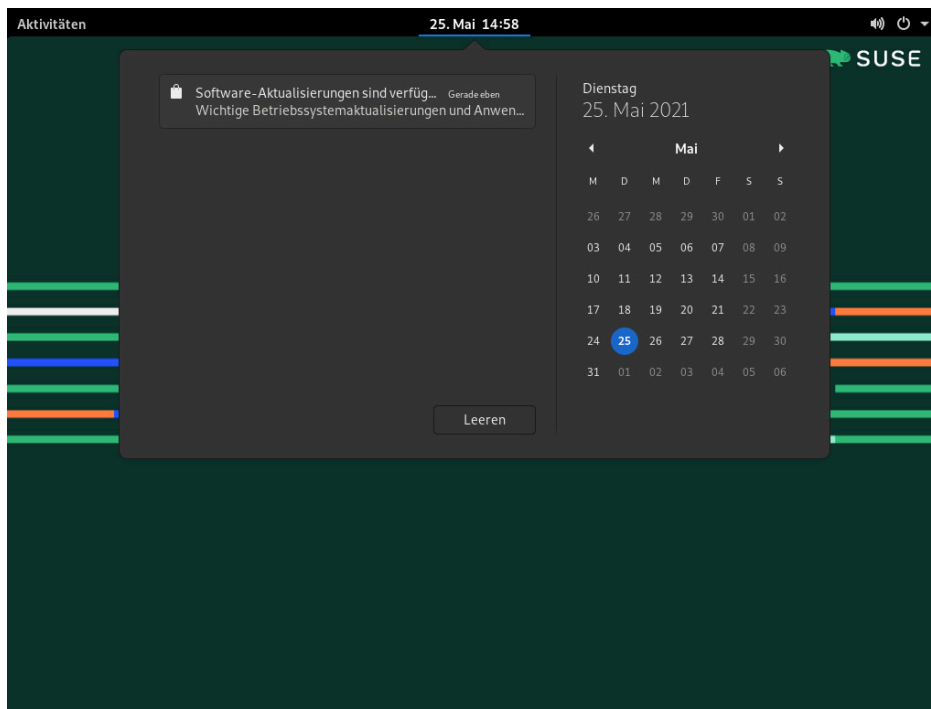 Aktivitäten
25. Mai 14:58
SUSE
Software-Aktualisierungen sind verfüg... Gerade eben
Wichtige Betriebssystemaktualisierungen und Anwen...
Leeren
Dienstag
25. Mai 2021
Mai
M D M D F S S
26 27 28 29 30 01 02
03 04 05 06 07 08 09
10 11 12 13 14 15 16
17 18 19 20 21 22 23
24 25 26 27 28 29 30
31 01 02 03 04 05 06